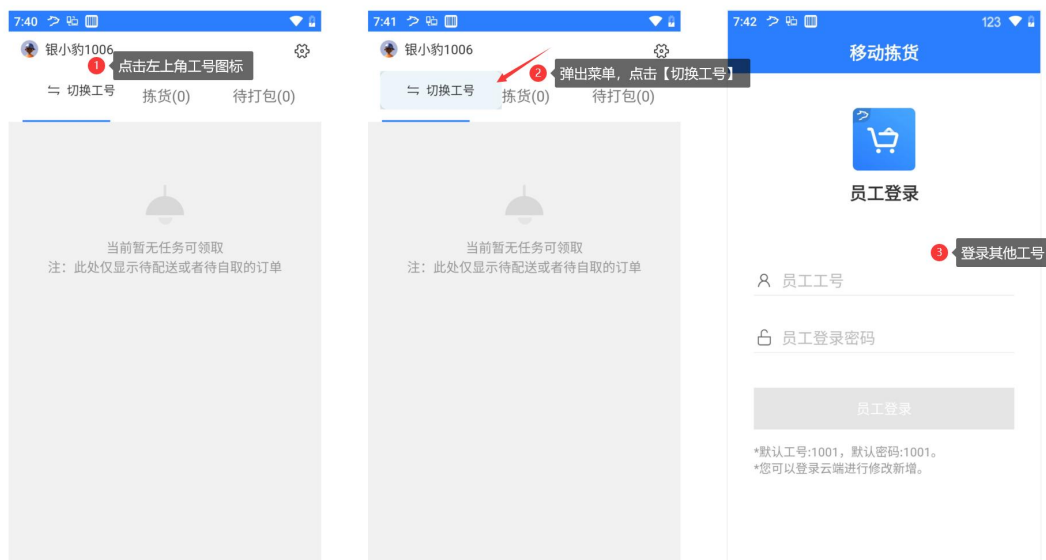 7:40
银小豹1006
1 点击左上角工号图标
切换工号
拣货(0)
待打包(0)
当前暂无任务可领取
注：此处仅显示待配送或者待自取的订单
7:41
银小豹1006
2 弹出菜单，点击【切换工号】
切换工号
拣货(0)
待打包(0)
当前暂无任务可领取
注：此处仅显示待配送或者待自取的订单
7:42 123
移动拣货
员工登录
3 登录其他工号
员工工号
员工登录密码
员工登录
*默认工号:1001，默认密码:1001。
*您可以登录云端进行修改新增。